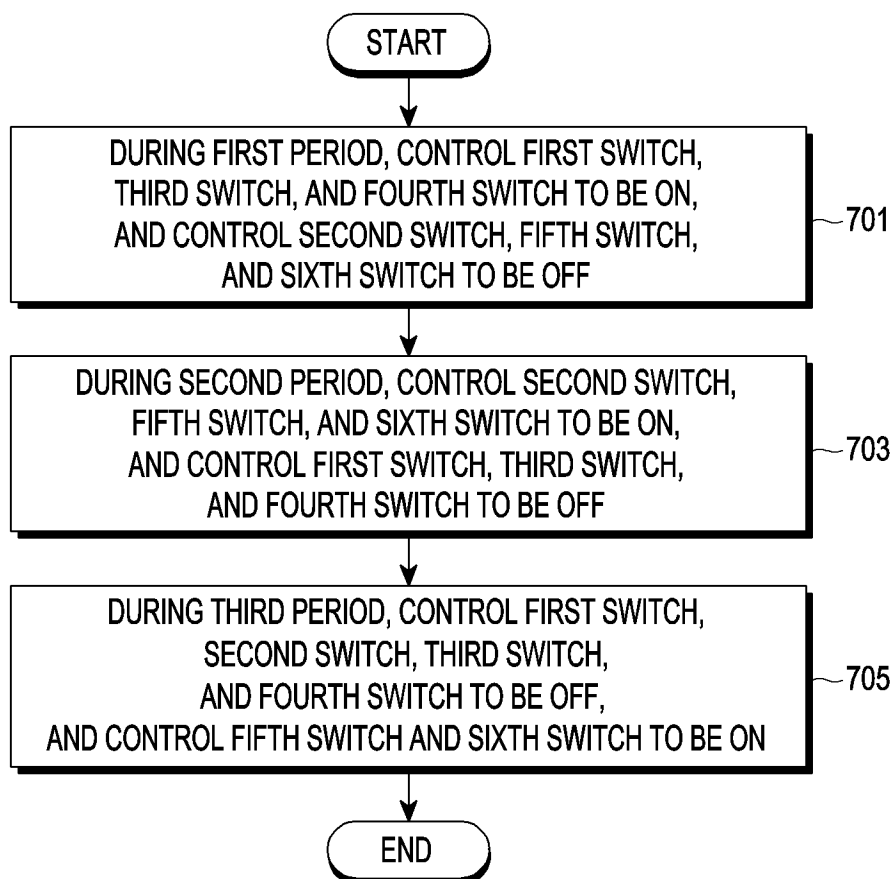 START
DURING FIRST PERIOD, CONTROL FIRST SWITCH,
THIRD SWITCH, AND FOURTH SWITCH TO BE ON,
AND CONTROL SECOND SWITCH, FIFTH SWITCH,
AND SIXTH SWITCH TO BE OFF
701
DURING SECOND PERIOD, CONTROL SECOND SWITCH,
FIFTH SWITCH, AND SIXTH SWITCH TO BE ON,
AND CONTROL FIRST SWITCH, THIRD SWITCH,
AND FOURTH SWITCH TO BE OFF
703
DURING THIRD PERIOD, CONTROL FIRST SWITCH,
SECOND SWITCH, THIRD SWITCH,
AND FOURTH SWITCH TO BE OFF,
AND CONTROL FIFTH SWITCH AND SIXTH SWITCH TO BE ON
705
END